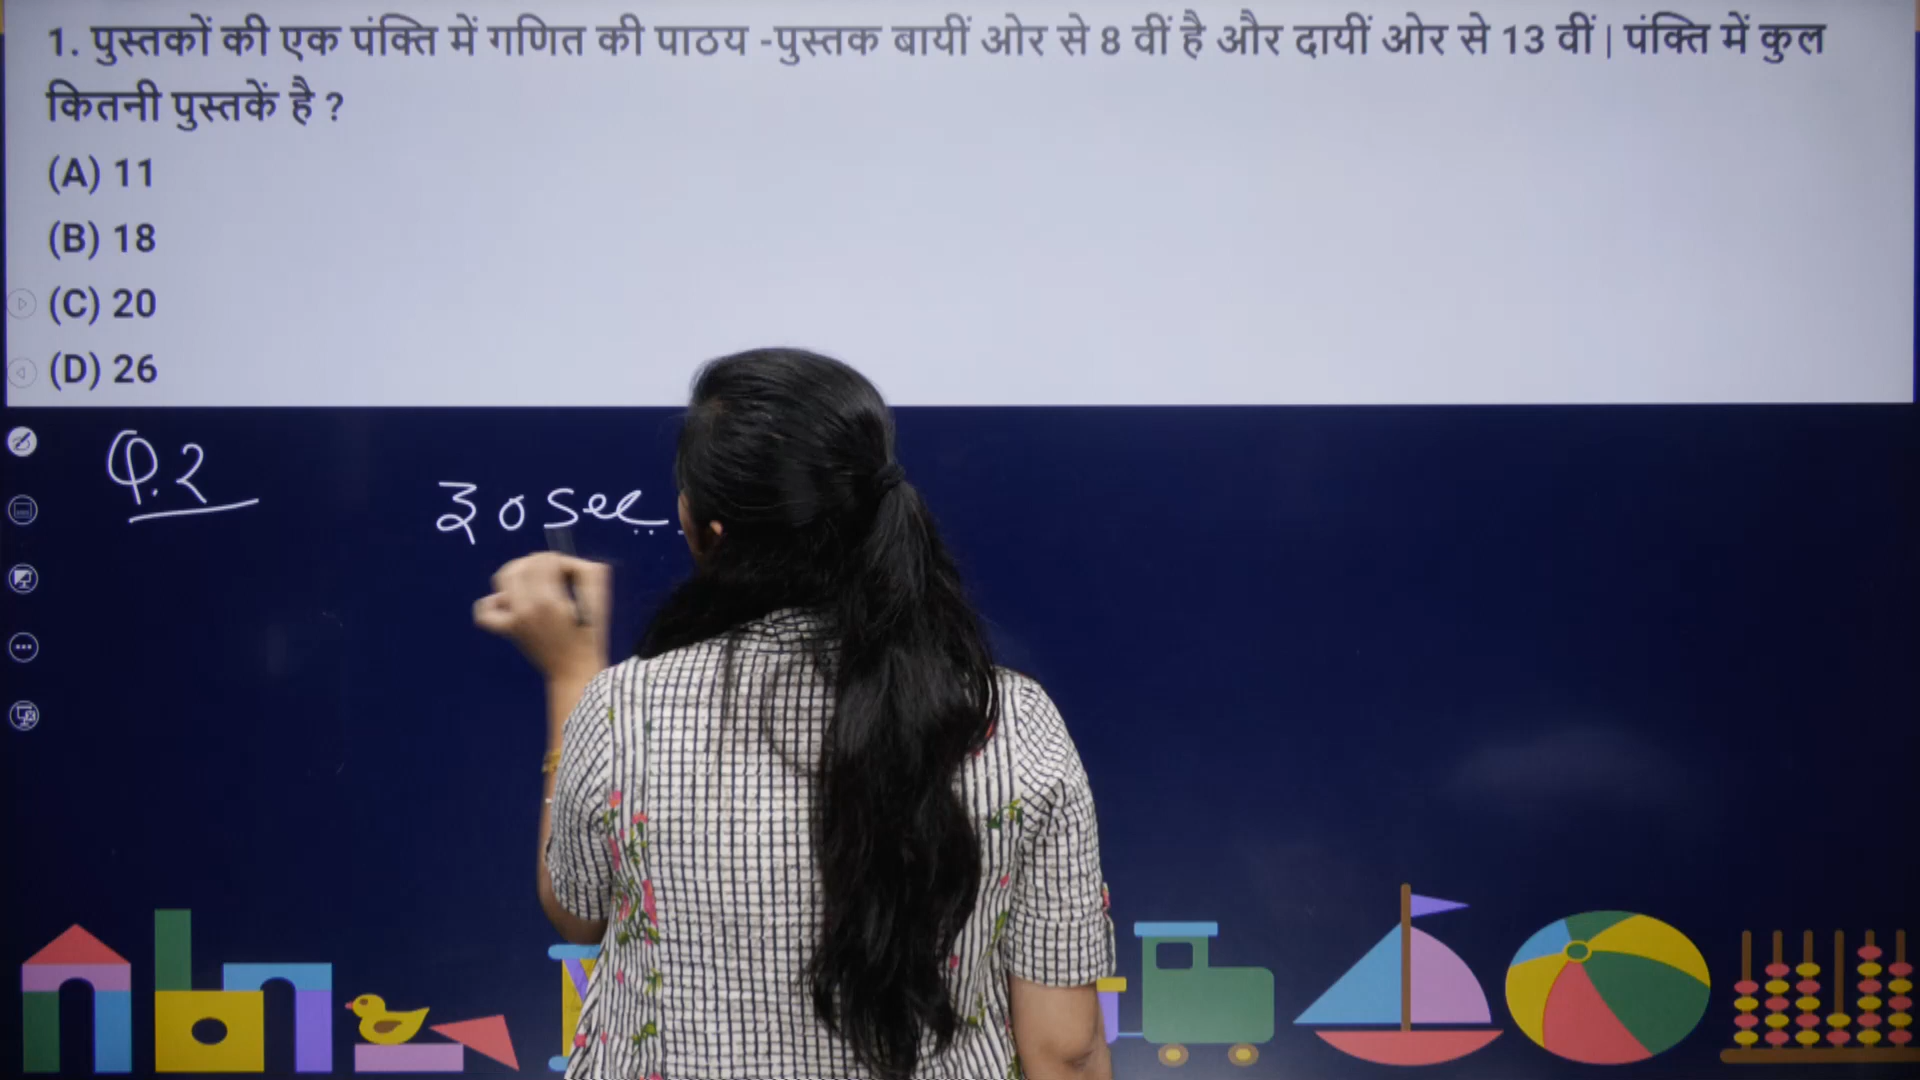 1. पुस्तकों की एक पंक्ति में गणित की पाठय -पुस्तक बायीं ओर से 8 वीं है और दायीं ओर से 13 वीं | पंक्ति में कुल
कितनी पुस्तकें है ?
(A) 11
(B) 18
(C) 20
(D) 26
Q.2
30 sec